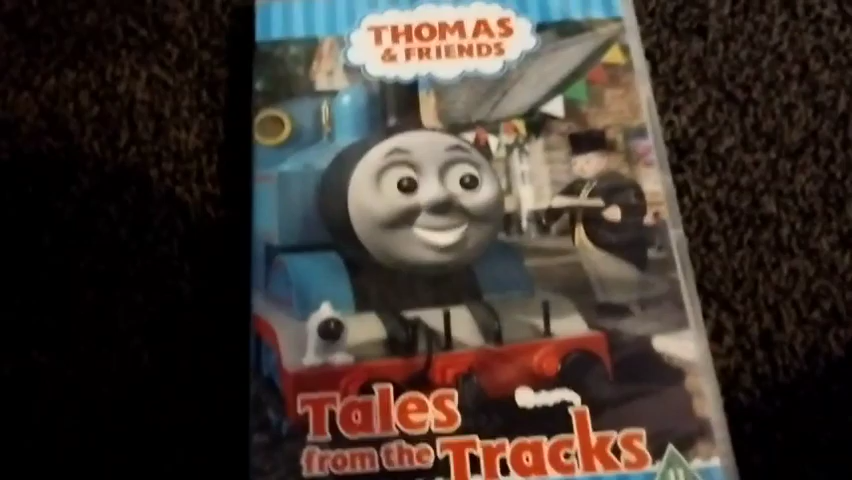 THOMAS
& FRIENDS
Tales
from the Tracks
U